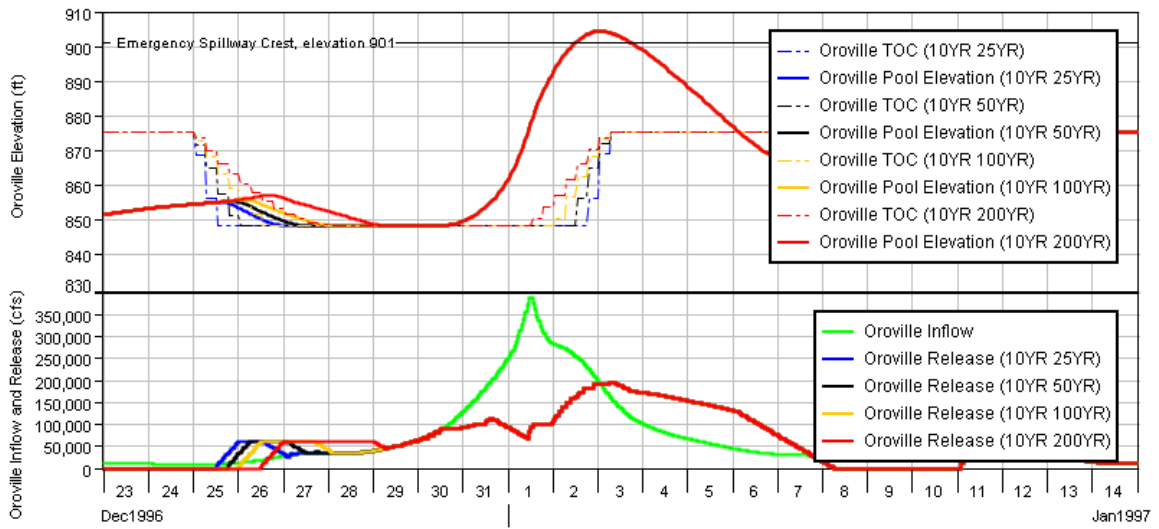 910
900
890
880
870
860
850
840
830
Oroville Elevation (ft)
Emergency Spillway Crest, elevation 901
Oroville TOC (10YR 25YR)
Oroville Pool Elevation (10YR 25YR)
Oroville TOC (10YR 50YR)
Oroville Pool Elevation (10YR 50YR)
Oroville TOC (10YR 100YR)
Oroville Pool Elevation (10YR 100YR)
Oroville TOC (10YR 200YR)
Oroville Pool Elevation (10YR 200YR)
350,000
300,000
250,000
200,000
150,000
100,000
50,000
0
Oroville Inflow and Release (cfs)
Oroville Inflow
Oroville Release (10YR 25YR)
Oroville Release (10YR 50YR)
Oroville Release (10YR 100YR)
Oroville Release (10YR 200YR)
23 24 25 26 27 28 29 30 31 1 2 3 4 5 6 7 8 9 10 11 12 13 14
Dec1996 Jan1997